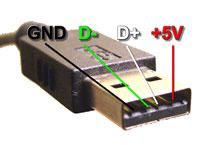 GND D- D+ +5V